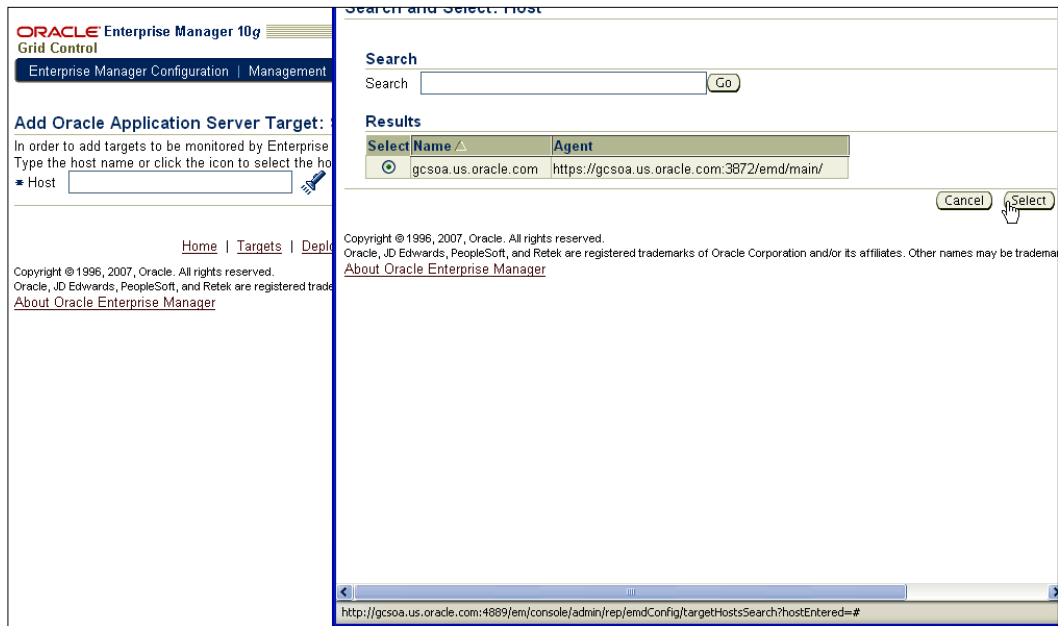 ORACLE Enterprise Manager 10g
Grid Control
Enterprise Manager Configuration | Management
Add Oracle Application Server Target:
In order to add targets to be monitored by Enterprise
Type the host name or click the icon to select the ho
* Host
Home | Targets | Deplo
Copyright © 1996, 2007, Oracle. All rights reserved.
Oracle, JD Edwards, PeopleSoft, and Retek are registered trade
About Oracle Enterprise Manager
Search and Select: Host
Search
Search Go
Results
Select Name Agent
gcsoa.us.oracle.com https://gcsoa.us.oracle.com:3872/emd/main/
Cancel Select
Copyright © 1996, 2007, Oracle. All rights reserved.
Oracle, JD Edwards, PeopleSoft, and Retek are registered trademarks of Oracle Corporation and/or its affiliates. Other names may be tradema
About Oracle Enterprise Manager
http://gcsoa.us.oracle.com:4889/em/console/admin/rep/emdConfig/targetHostsSearch?hostEntered=#